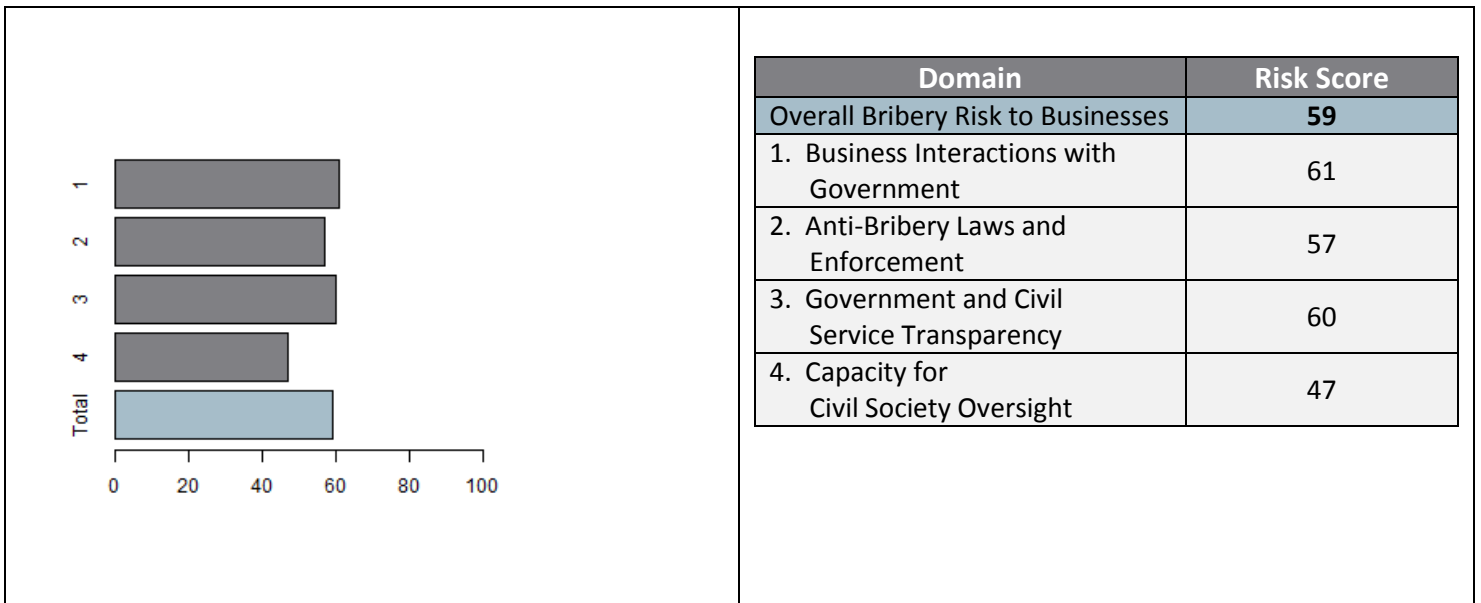 1
2
3
4
Total
0 20 40 60 80 100
Domain Risk Score
Overall Bribery Risk to Businesses 59
1. Business Interactions with
Government
61
2. Anti-Bribery Laws and
Enforcement
57
3. Government and Civil
Service Transparency
60
4. Capacity for
Civil Society Oversight
47